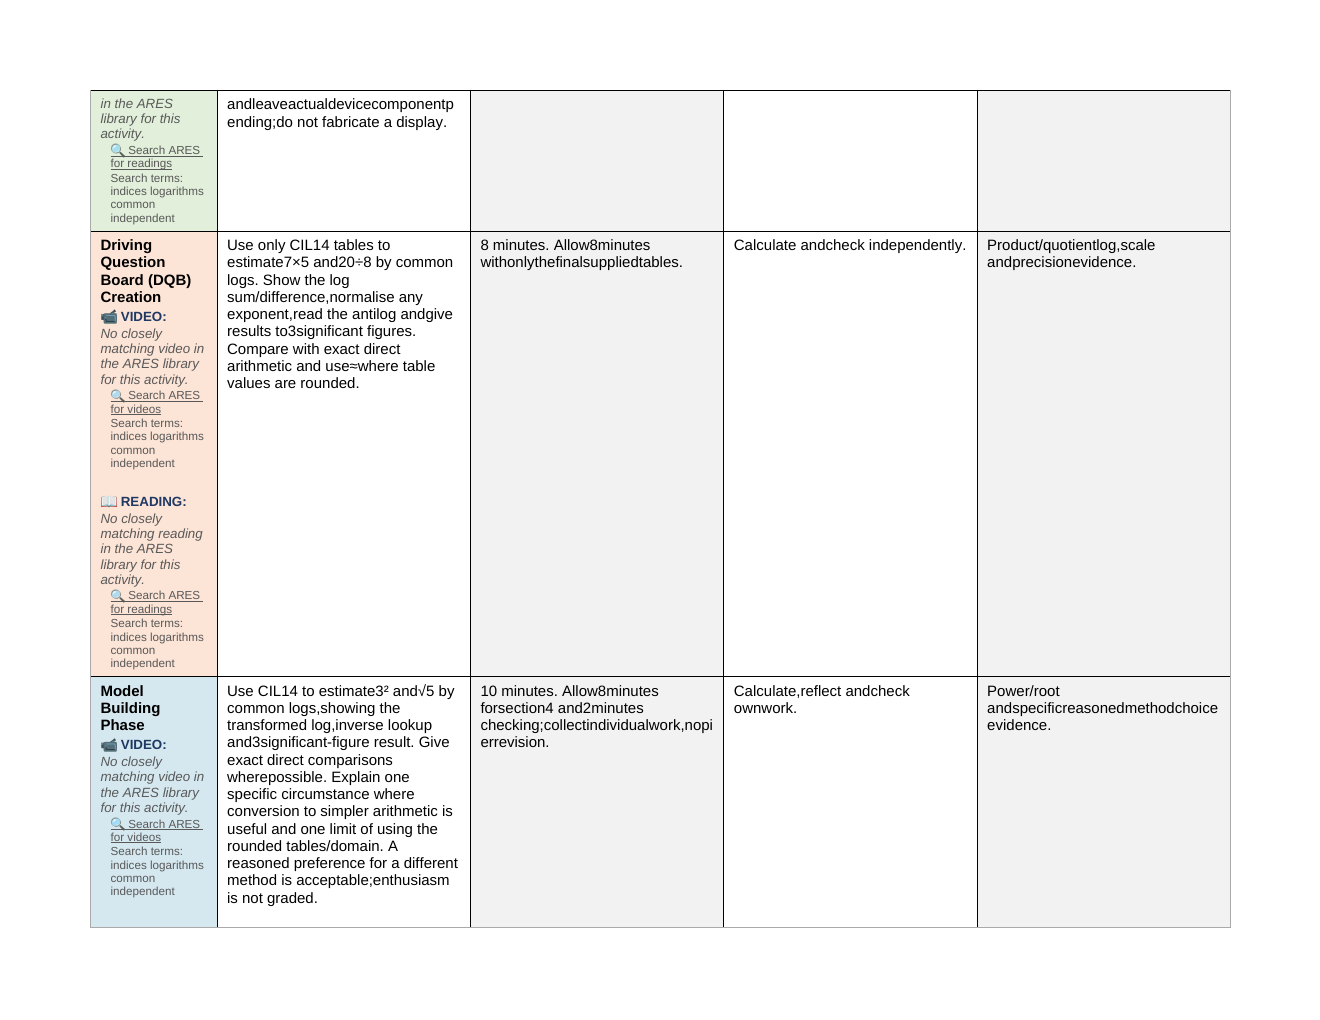 in the ARES
library for this
activity.
🔍 Search ARES
for readings
Search terms:
indices logarithms
common
independent
andleaveactualdevicecomponentp
ending;do not fabricate a display.
Driving
Question
Board (DQB)
Creation
📹 VIDEO:
No closely
matching video in
the ARES library
for this activity.
🔍 Search ARES
for videos
Search terms:
indices logarithms
common
independent
📖 READING:
No closely
matching reading
in the ARES
library for this
activity.
🔍 Search ARES
for readings
Search terms:
indices logarithms
common
independent
Use only CIL14 tables to
estimate7×5 and20÷8 by common
logs. Show the log
sum/difference,normalise any
exponent,read the antilog andgive
results to3significant figures.
Compare with exact direct
arithmetic and use≈where table
values are rounded.
8 minutes. Allow8minutes
withonlythefinalsuppliedtables.
Calculate andcheck independently.
Product/quotientlog,scale
andprecisionevidence.
Model
Building
Phase
📹 VIDEO:
No closely
matching video in
the ARES library
for this activity.
🔍 Search ARES
for videos
Search terms:
indices logarithms
common
independent
Use CIL14 to estimate3² and√5 by
common logs,showing the
transformed log,inverse lookup
and3significant-figure result. Give
exact direct comparisons
wherepossible. Explain one
specific circumstance where
conversion to simpler arithmetic is
useful and one limit of using the
rounded tables/domain. A
reasoned preference for a different
method is acceptable;enthusiasm
is not graded.
10 minutes. Allow8minutes
forsection4 and2minutes
checking;collectindividualwork,nopi
errevision.
Calculate,reflect andcheck
ownwork.
Power/root
andspecificreasonedmethodchoice
evidence.